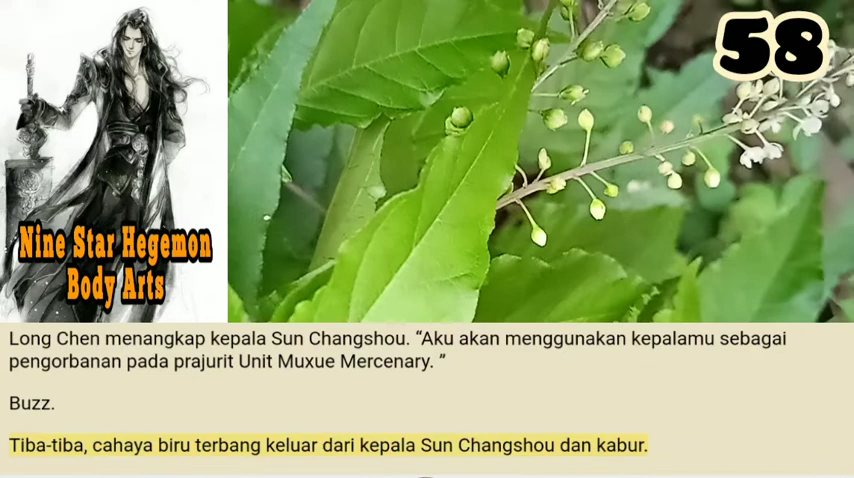 58
Nine Star Hegemon
Body Arts
Long Chen menangkap kepala Sun Changshou. “Aku akan menggunakan kepalamu sebagai
pengorbanan pada prajurit Unit Muxue Mercenary. ”
Buzz.
Tiba-tiba, cahaya biru terbang keluar dari kepala Sun Changshou dan kabur.